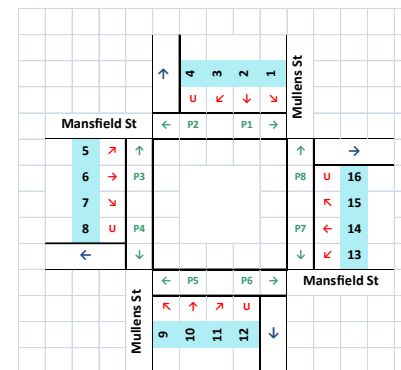 4 3 2 1
U ↙ ↓ ↘
Mullens St
Mansfield St
← P2 P1 →
5 ↗ ↑
6 → P3
7 ↘
8 U P4
← ↓
↑ →
P8 U 16
↖ 15
P7 ← 14
↓ ↙ 13
← P5 P6 →
Mansfield St
Mullens St
↖ ↑ ↗ U
9 10 11 12